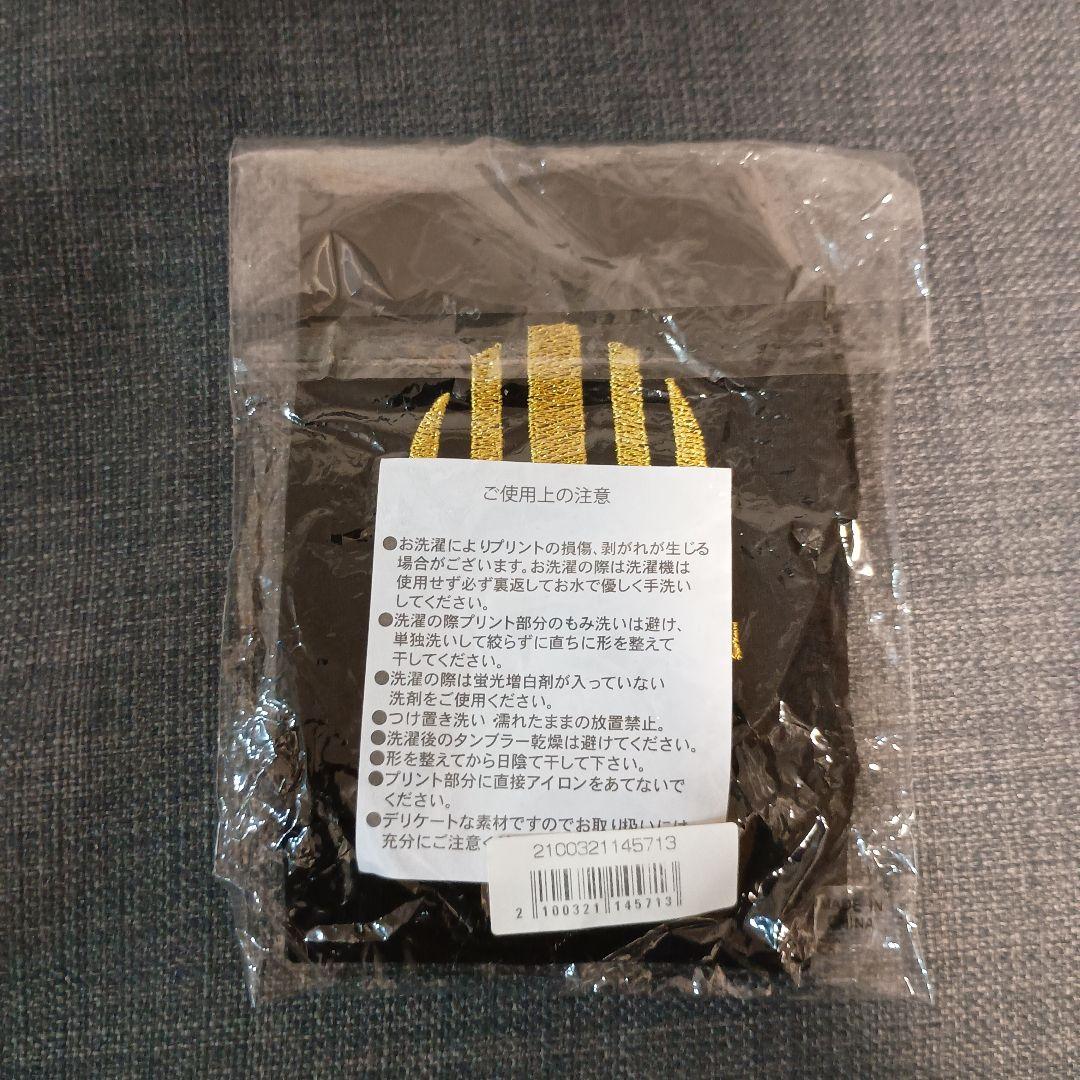 ご使用上の注意
●お洗濯によりプリントの損傷、剥がれが生じる
場合がございます。お洗濯の際は洗濯機は
使用せず必ず裏返してお水で優しく手洗い
してください。
●洗濯の際プリント部分のもみ洗いは避け、
単独洗いして絞らずに直ちに形を整えて
干してください。
●洗濯の際は蛍光増白剤が入っていない
洗剤をご使用ください。
●つけ置き洗い・濡れたままの放置禁止。
●洗濯後のタンブラー乾燥は避けてください。
●形を整えてから日陰て干して下さい。
●プリント部分に直接アイロンをあてないで
ください。
●デリケートな素材ですのでお取り扱いには
充分にご注意く
2100321145713
2 100321 145713
MADE IN
CHINA